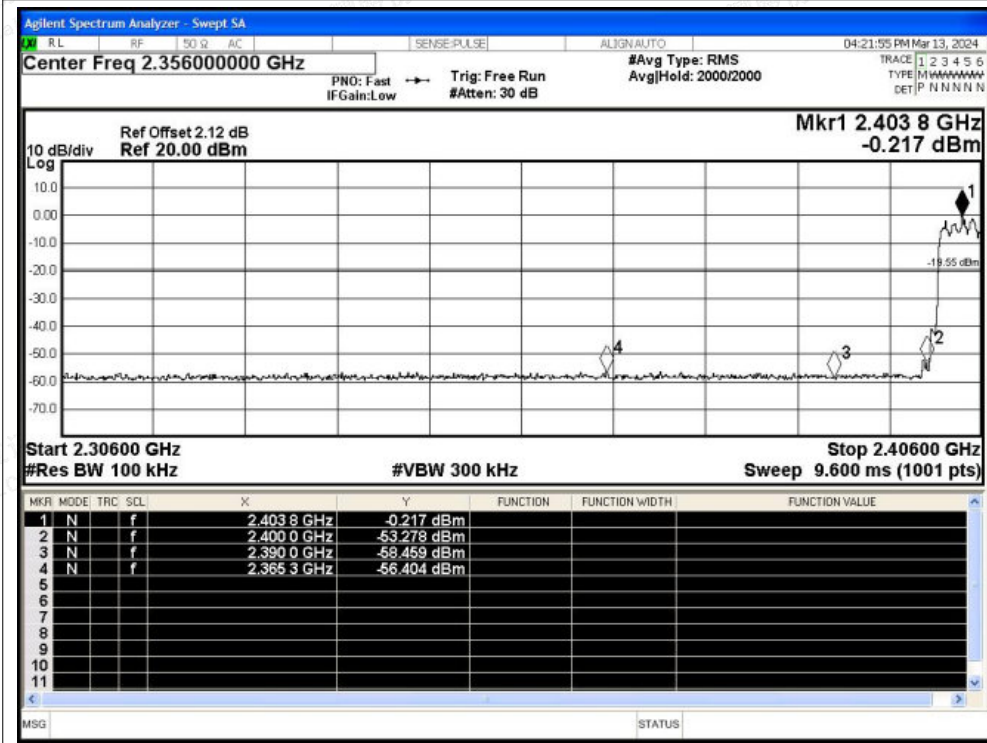 Agilent Spectrum Analyzer - Swept SA
LXI RL RF 50 Ω AC SENSE:PULSE ALIGN AUTO 04:21:55 PM Mar 13, 2024
Center Freq 2.356000000 GHz #Avg Type: RMS TRACE 1 2 3 4 5 6
PNO: Fast Trig: Free Run Avg|Hold: 2000/2000 TYPE M
IFGain:Low #Atten: 30 dB DET P N N N N N
Mkr1 2.403 8 GHz
Ref Offset 2.12 dB
10 dB/div Ref 20.00 dBm -0.217 dBm
Log
10.0
1
0.00
-10.0
-19.55 dBm
-20.0
-30.0
-40.0
2
4
3
-50.0
-60.0
-70.0
Start 2.30600 GHz Stop 2.40600 GHz
#Res BW 100 kHz #VBW 300 kHz Sweep 9.600 ms (1001 pts)
MKR MODE TRC SCL X Y FUNCTION FUNCTION WIDTH FUNCTION VALUE
1 N f 2.403 8 GHz -0.217 dBm
2 N f 2.400 0 GHz -53.278 dBm
3 N f 2.390 0 GHz -58.459 dBm
4 N f 2.365 3 GHz -56.404 dBm
5
6
7
8
9
10
11
MSG STATUS